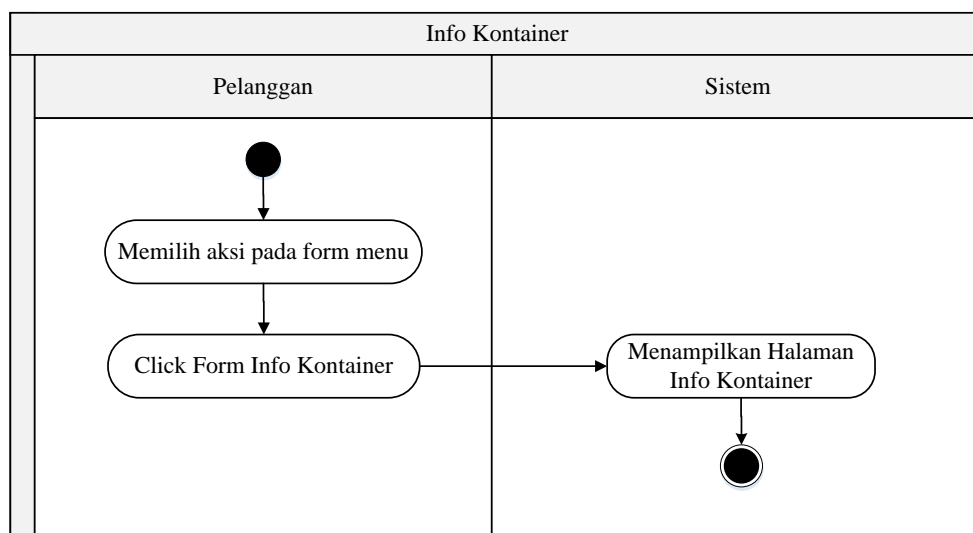 Info Kontainer
Pelanggan
Sistem
Memilih aksi pada form menu
Click Form Info Kontainer
Menampilkan Halaman
Info Kontainer